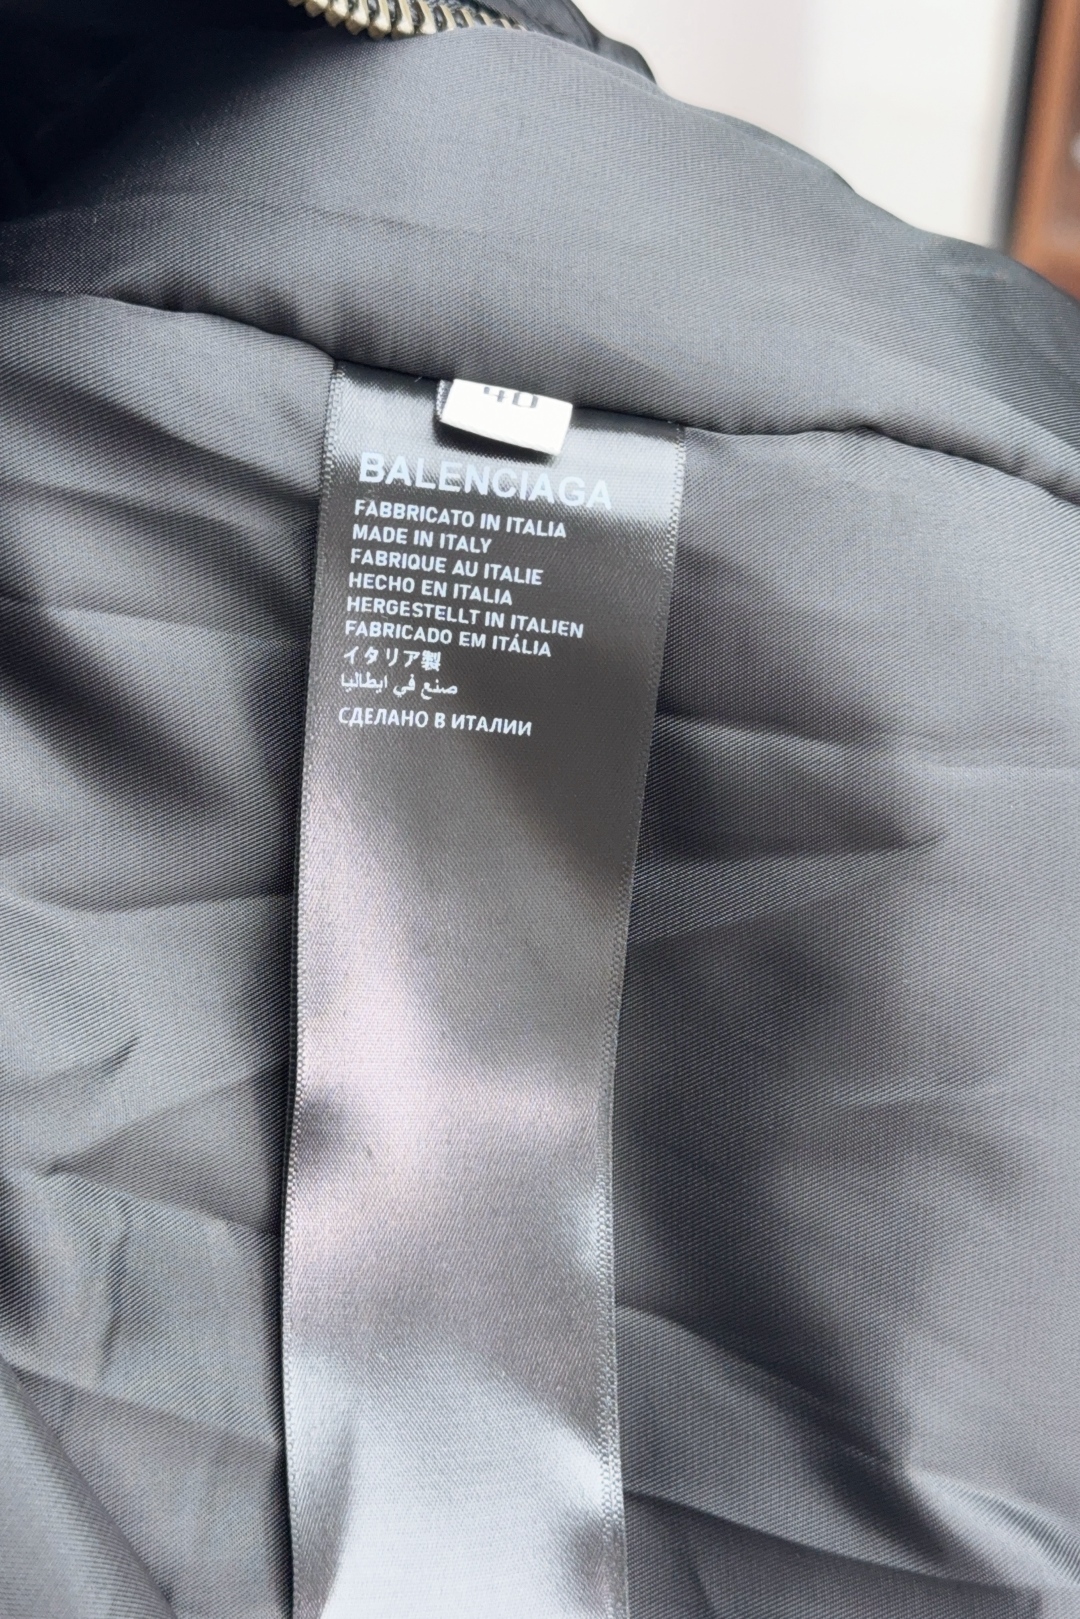 40
BALENCIAGA
FABBRICATO IN ITALIA
MADE IN ITALY
FABRIQUE AU ITALIE
HECHO EN ITALIA
HERGESTELLT IN ITALIEN
FABRICADO EM ITÁLIA
イタリア製
صنع في ايطاليا
СДЕЛАНО В ИТАЛИИ